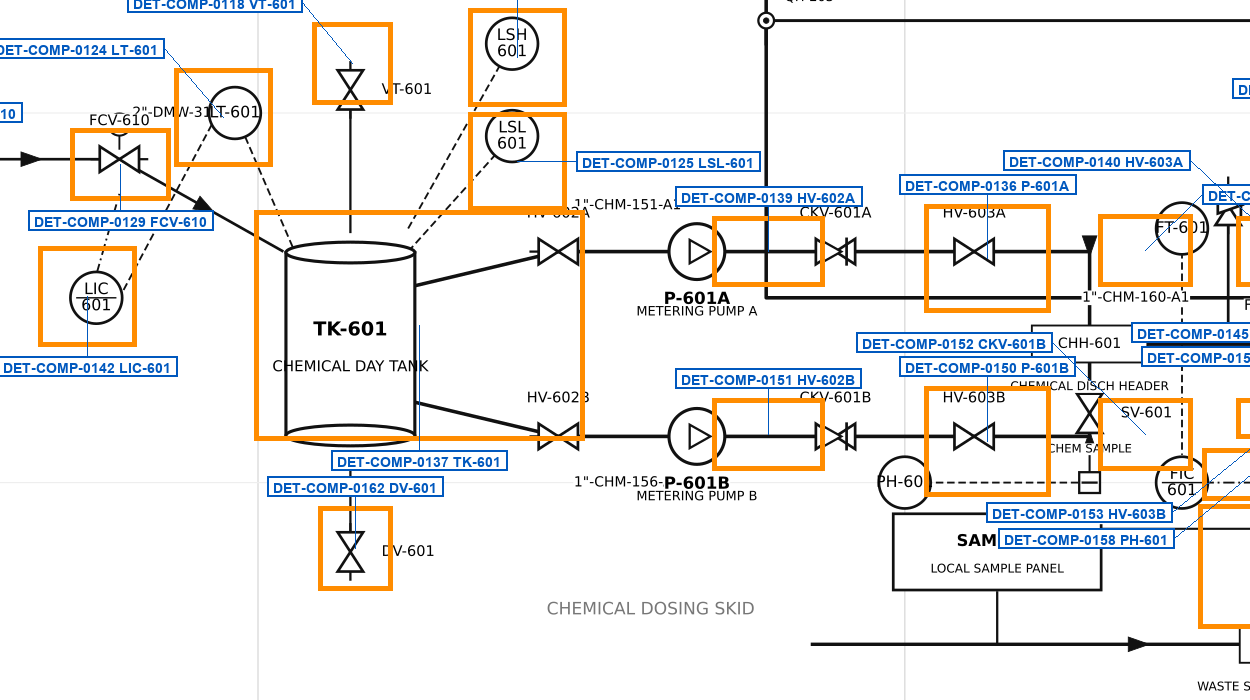 DET-COMP-0118 VT-601
DET-COMP-0124 LT-601
LSH
601
VT-601
2"-DMW-31
LT-601
FCV-610
LSL
601
DET-COMP-0125 LSL-601
DET-COMP-0140 HV-603A
DET-COMP-0136 P-601A
DET-COMP-0139 HV-602A
1"-CHM-151-A1
HV-602A
CKV-601A
HV-603A
FT-601
DET-COMP-0129 FCV-610
LIC
601
P-601A
METERING PUMP A
1"-CHM-160-A1
TK-601
CHEMICAL DAY TANK
DET-COMP-0145
DET-COMP-0152 CKV-601B
CHH-601
DET-COMP-0142 LIC-601
DET-COMP-0150 P-601B
DET-COMP-0151 HV-602B
CHEMICAL DISCH HEADER
HV-602B
CKV-601B
HV-603B
SV-601
CHEM SAMPLE
DET-COMP-0137 TK-601
DET-COMP-0162 DV-601
1"-CHM-156-
P-601B
METERING PUMP B
PH-60
FIC
601
DET-COMP-0153 HV-603B
DET-COMP-0158 PH-601
SAM
LOCAL SAMPLE PANEL
DV-601
CHEMICAL DOSING SKID
WASTE S